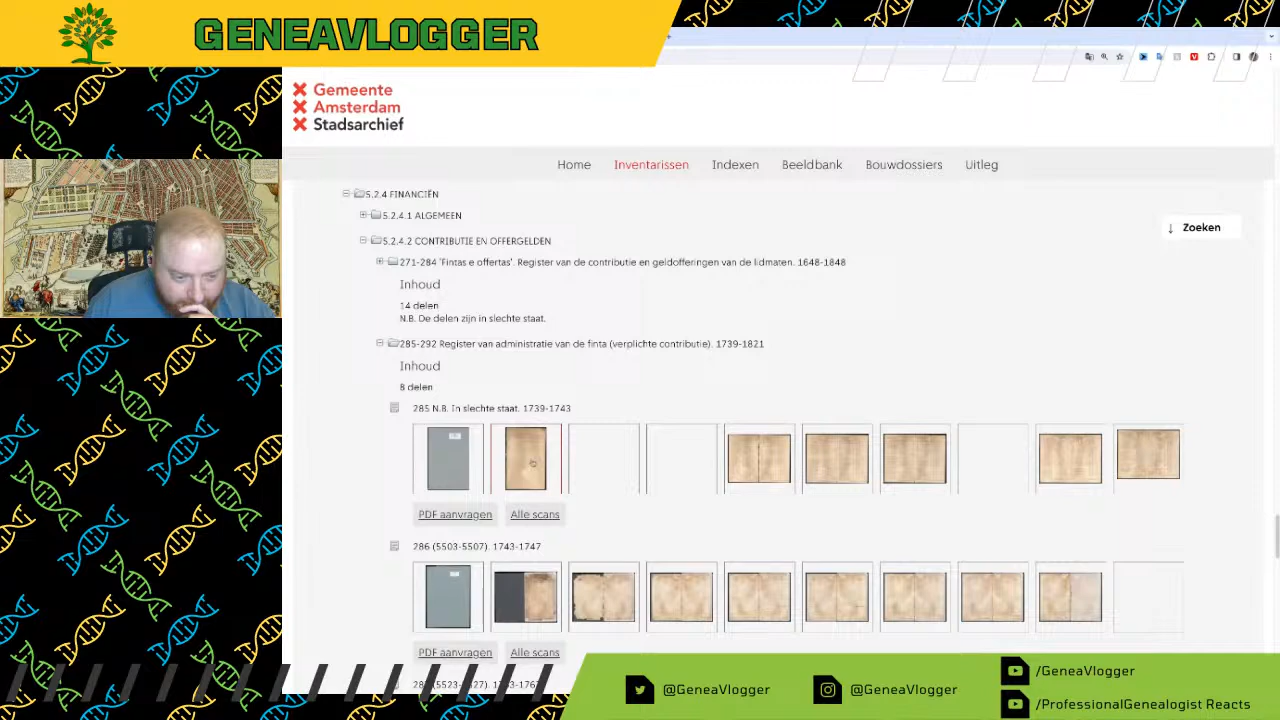 GENEAVLOGGER
Gemeente
Amsterdam
Stadsarchief
Home Inventarissen Indexen Beeldbank Bouwdossiers Uitleg
5.2.4 FINANCIËN
5.2.4.1 ALGEMEEN
↓ Zoeken
5.2.4.2 CONTRIBUTIE EN OFFERGELDEN
271-284 'Fintas e offertas'. Register van de contributie en geldofferingen van de lidmaten. 1648-1848
Inhoud
14 delen
N.B. De delen zijn in slechte staat.
285-292 Register van administratie van de finta (verplichte contributie). 1739-1821
Inhoud
8 delen
285 N.B. In slechte staat. 1739-1743
PDF aanvragen Alle scans
286 (5503-5507). 1743-1747
PDF aanvragen Alle scans
@GeneaVlogger @GeneaVlogger
/GeneaVlogger
/ProfessionalGenealogist Reacts